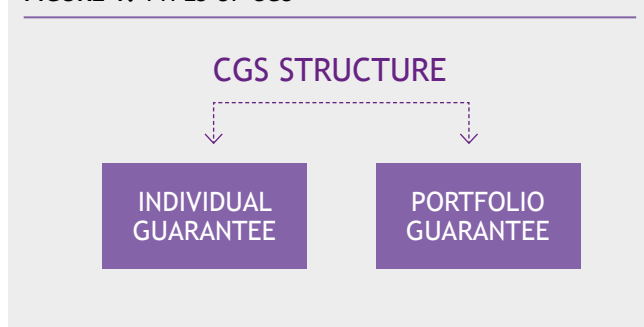 CGS STRUCTURE
INDIVIDUAL
GUARANTEE
PORTFOLIO
GUARANTEE